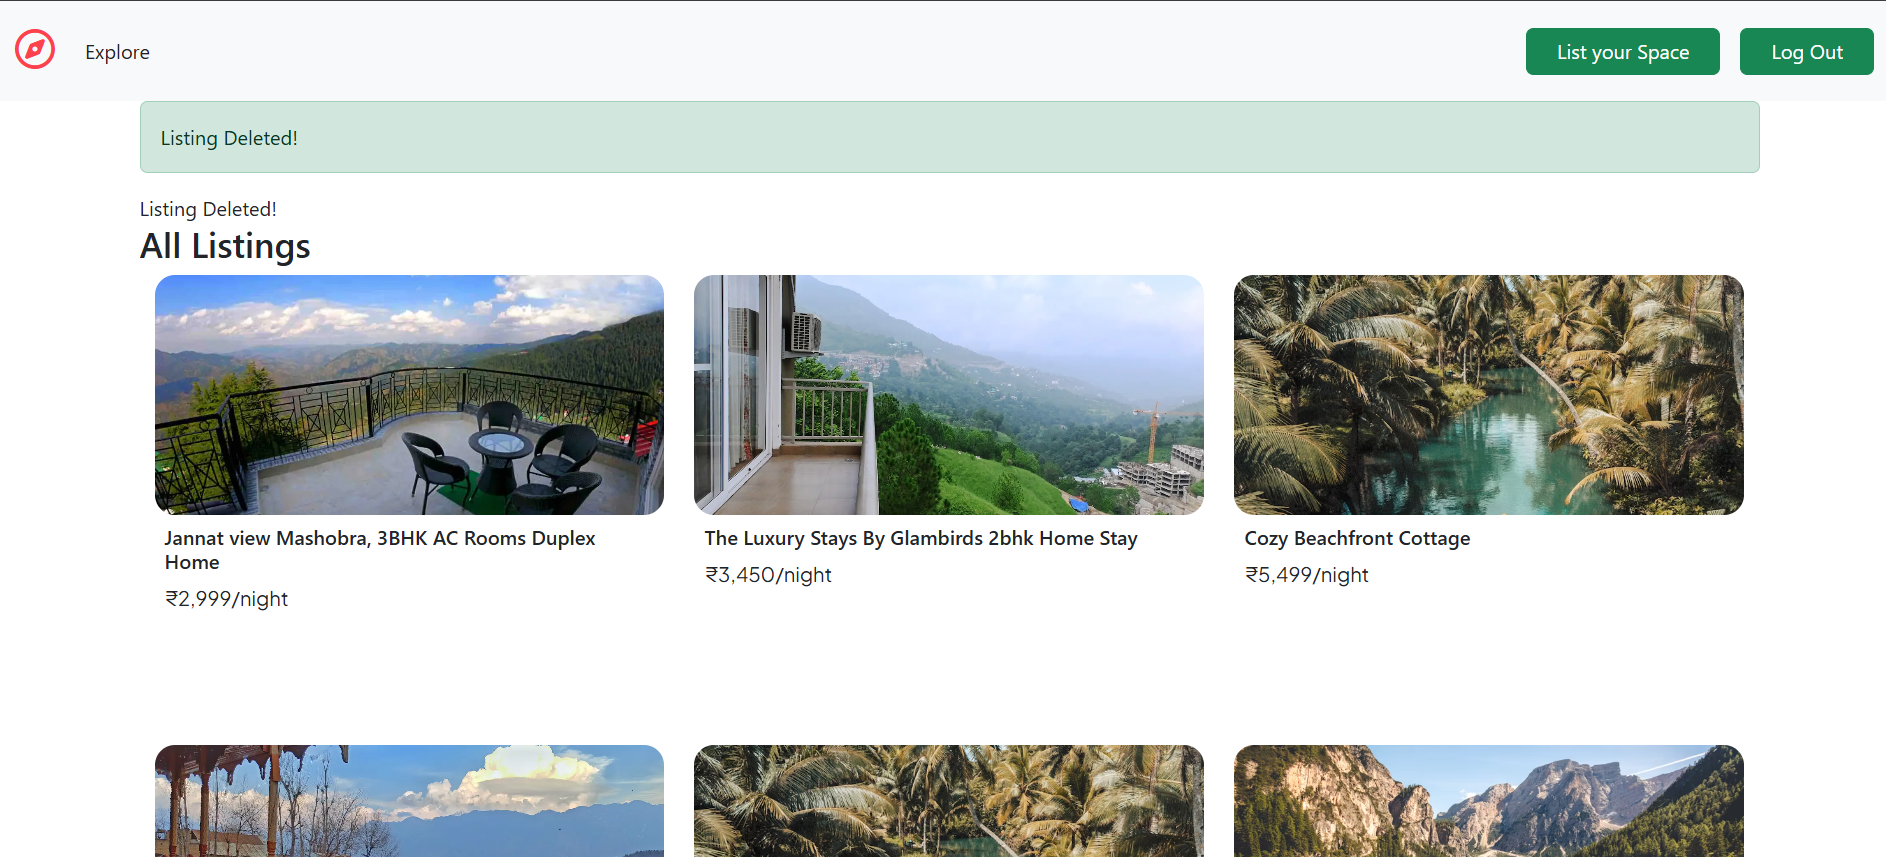 Explore
List your Space
Log Out
Listing Deleted!
Listing Deleted!
All Listings
Jannat view Mashobra, 3BHK AC Rooms Duplex
Home
₹2,999/night
The Luxury Stays By Glambirds 2bhk Home Stay
₹3,450/night
Cozy Beachfront Cottage
₹5,499/night